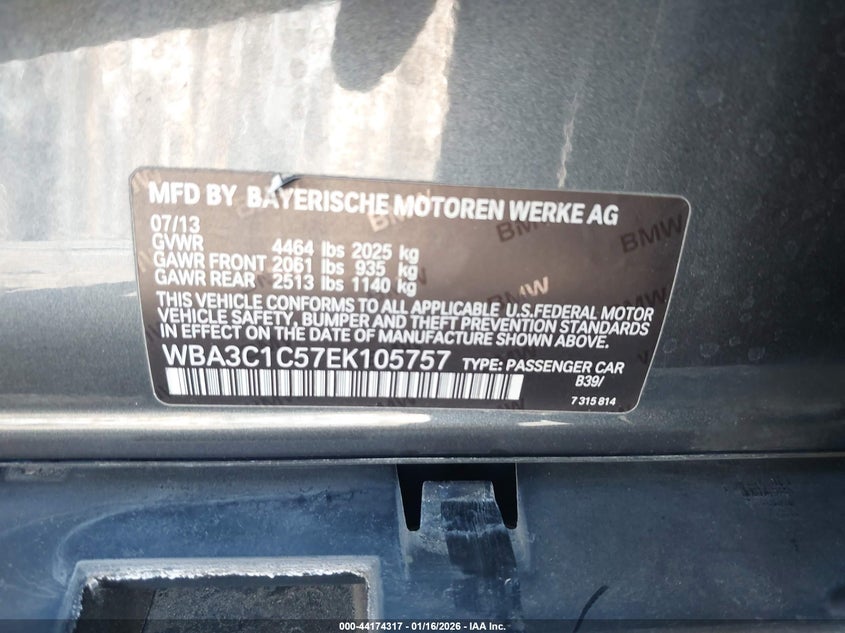 MFD BY BAYERISCHE MOTOREN WERKE AG
07/13
GVWR 4464 lbs 2025 kg
GAWR FRONT 2061 lbs 935 kg
GAWR REAR 2513 lbs 1140 kg
THIS VEHICLE CONFORMS TO ALL APPLICABLE U.S.FEDERAL MOTOR
VEHICLE SAFETY, BUMPER AND THEFT PREVENTION STANDARDS
IN EFFECT ON THE DATE OF MANUFACTURE SHOWN ABOVE.
WBA3C1C57EK105757 TYPE: PASSENGER CAR
B39/
7 315 814
BMW
BMW
BMW
000-44174317 - 01/16/2026 - IAA Inc.